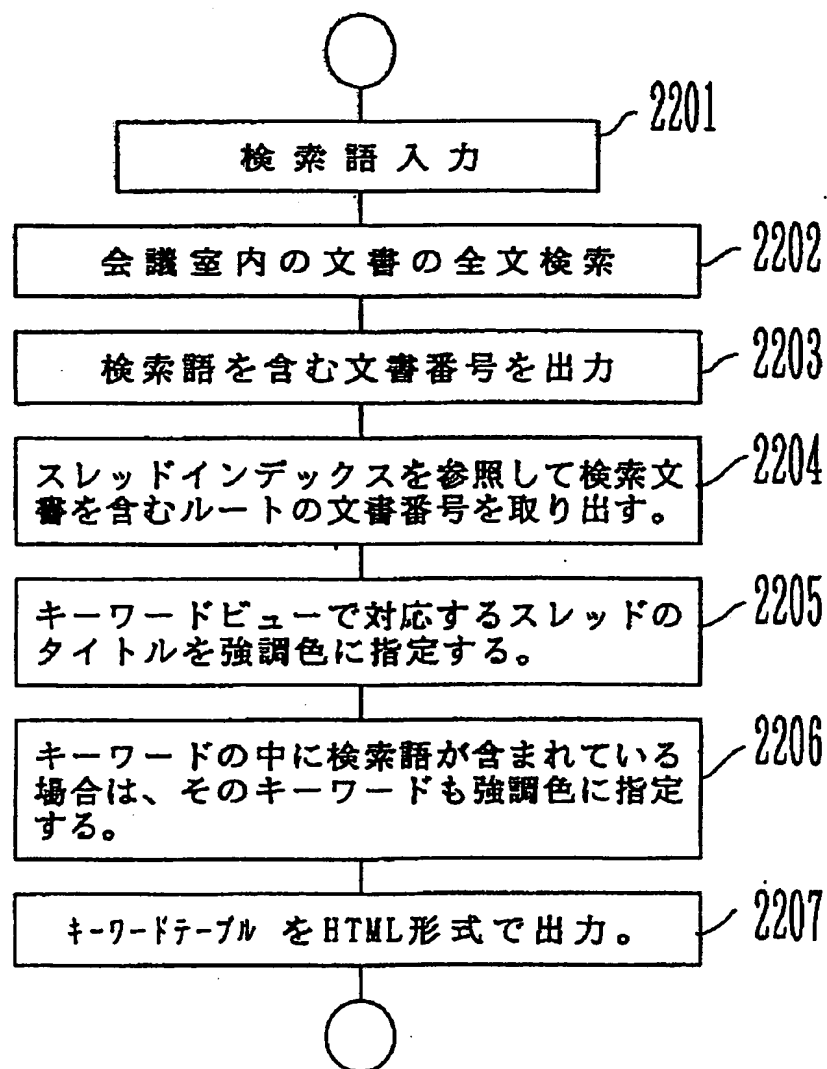 2201
検索語入力
会議室内の文書の全文検索
2202
検索語を含む文書番号を出力
2203
スレッドインデックスを参照して検索文
書を含むルートの文書番号を取り出す。
2204
キーワードビューで対応するスレッドの
タイトルを強調色に指定する。
2205
キーワードの中に検索語が含まれている
場合は、そのキーワードも強調色に指定
する。
2206
キーワードテーブル をHTML形式で出力。
2207